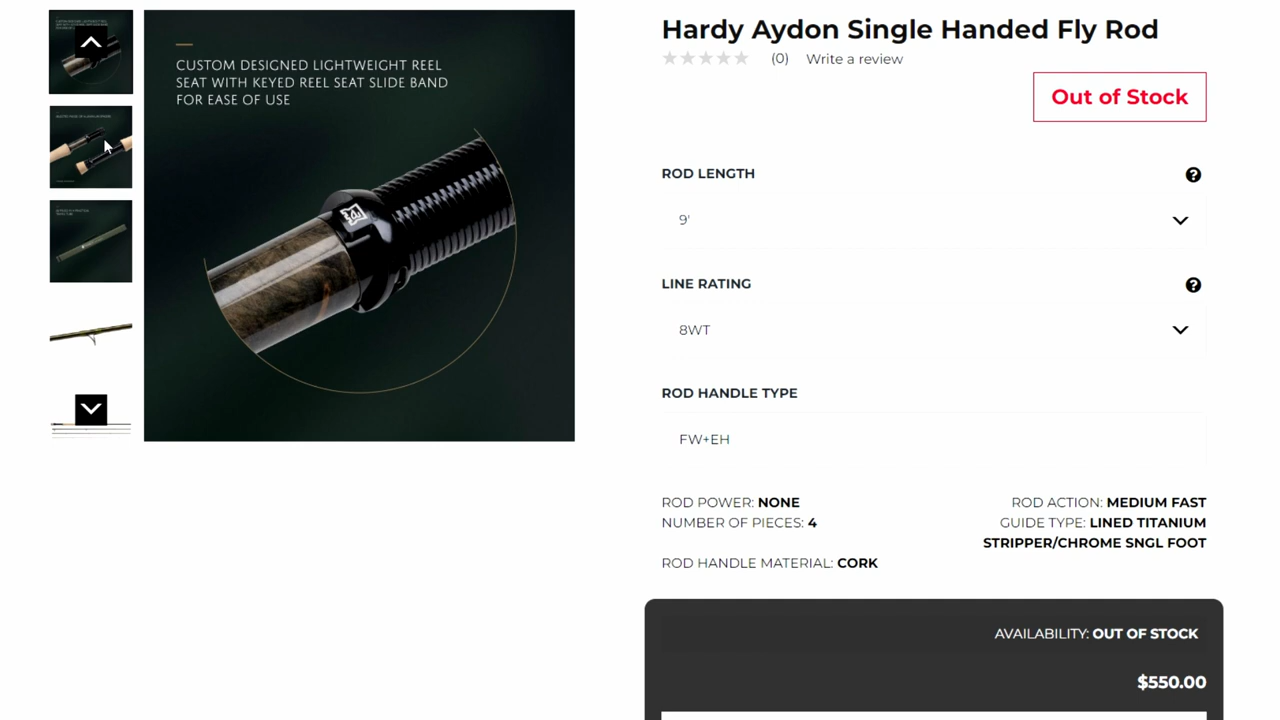 CUSTOM DESIGNED LIGHTWEIGHT REEL
SEAT WITH KEYED REEL SEAT SLIDE BAND
FOR EASE OF USE
Hardy Aydon Single Handed Fly Rod
(0) Write a review
Out of Stock
ROD LENGTH
9'
LINE RATING
8WT
ROD HANDLE TYPE
FW+EH
ROD POWER: NONE
ROD ACTION: MEDIUM FAST
NUMBER OF PIECES: 4
GUIDE TYPE: LINED TITANIUM
STRIPPER/CHROME SNGL FOOT
ROD HANDLE MATERIAL: CORK
AVAILABILITY: OUT OF STOCK
$550.00